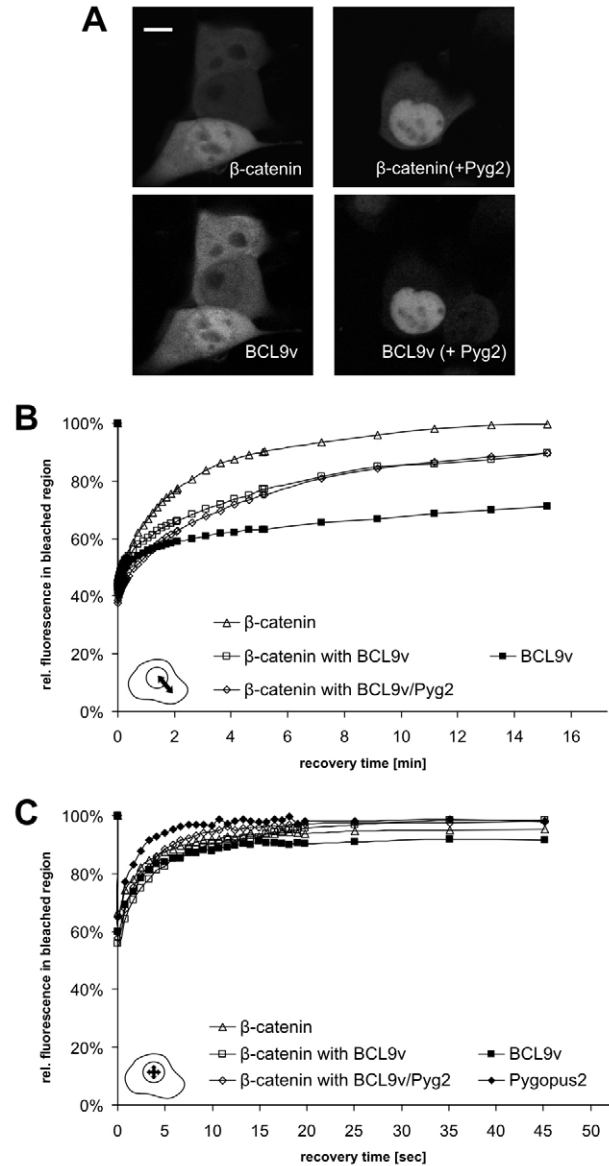 A
β-catenin
β-catenin(+Pyg2)
BCL9v
BCL9v (+ Pyg2)
B
rel. fluorescence in bleached region
100%
80%
60%
40%
20%
0%
β-catenin
β-catenin with BCL9v
BCL9v
β-catenin with BCL9v/Pyg2
0 2 4 6 8 10 12 14 16
recovery time [min]
C
rel. fluorescence in bleached region
100%
80%
60%
40%
20%
0%
β-catenin
β-catenin with BCL9v
BCL9v
β-catenin with BCL9v/Pyg2
Pygopus2
0 5 10 15 20 25 30 35 40 45 50
recovery time [sec]